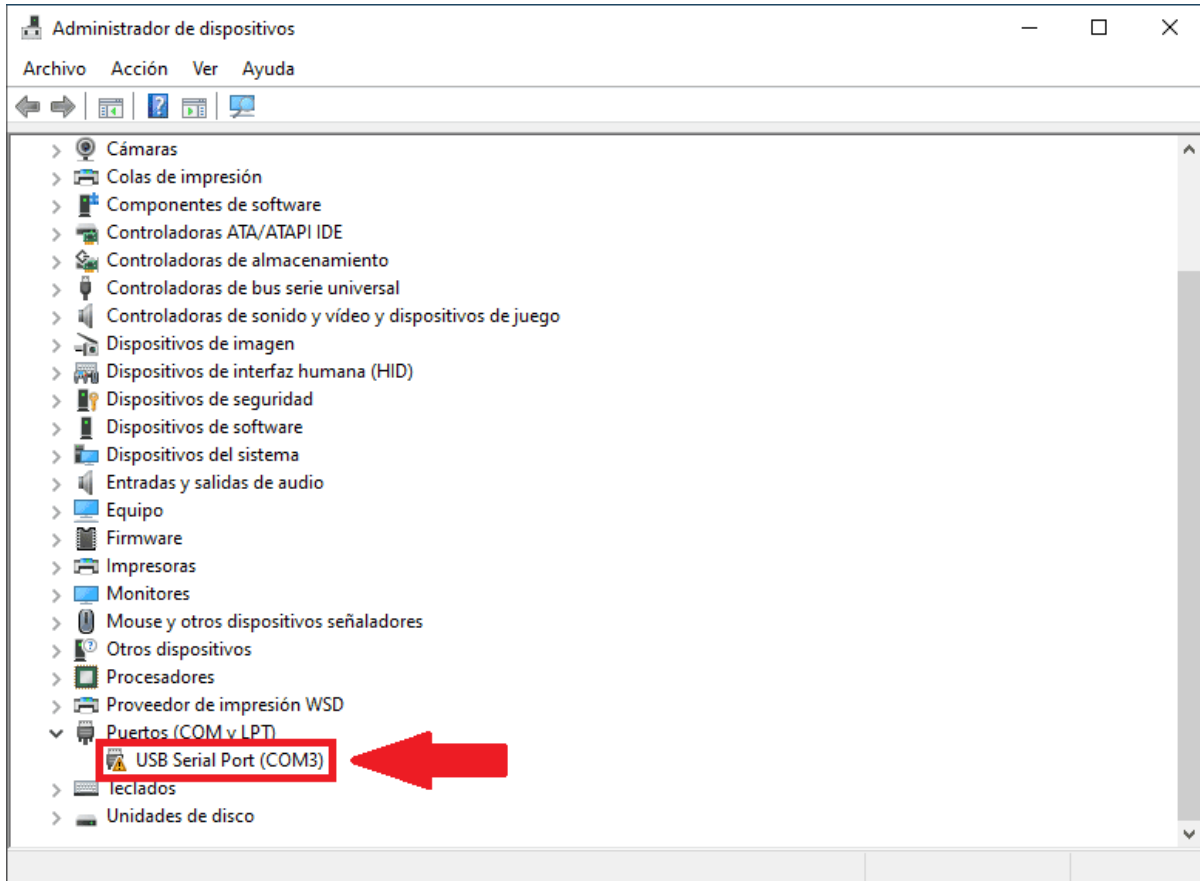 Administrador de dispositivos
Archivo Acción Ver Ayuda
Cámaras
Colas de impresión
Componentes de software
Controladoras ATA/ATAPI IDE
Controladoras de almacenamiento
Controladoras de bus serie universal
Controladoras de sonido y vídeo y dispositivos de juego
Dispositivos de imagen
Dispositivos de interfaz humana (HID)
Dispositivos de seguridad
Dispositivos de software
Dispositivos del sistema
Entradas y salidas de audio
Equipo
Firmware
Impresoras
Monitores
Mouse y otros dispositivos señaladores
Otros dispositivos
Procesadores
Proveedor de impresión WSD
Puertos (COM y LPT)
USB Serial Port (COM3)
Teclados
Unidades de disco